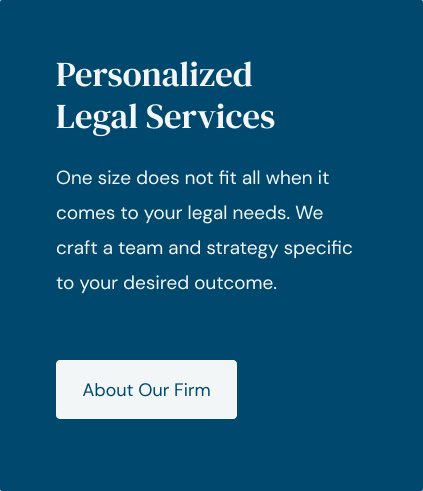 Personalized
Legal Services
One size does not fit all when it
comes to your legal needs. We
craft a team and strategy specific
to your desired outcome.
About Our Firm